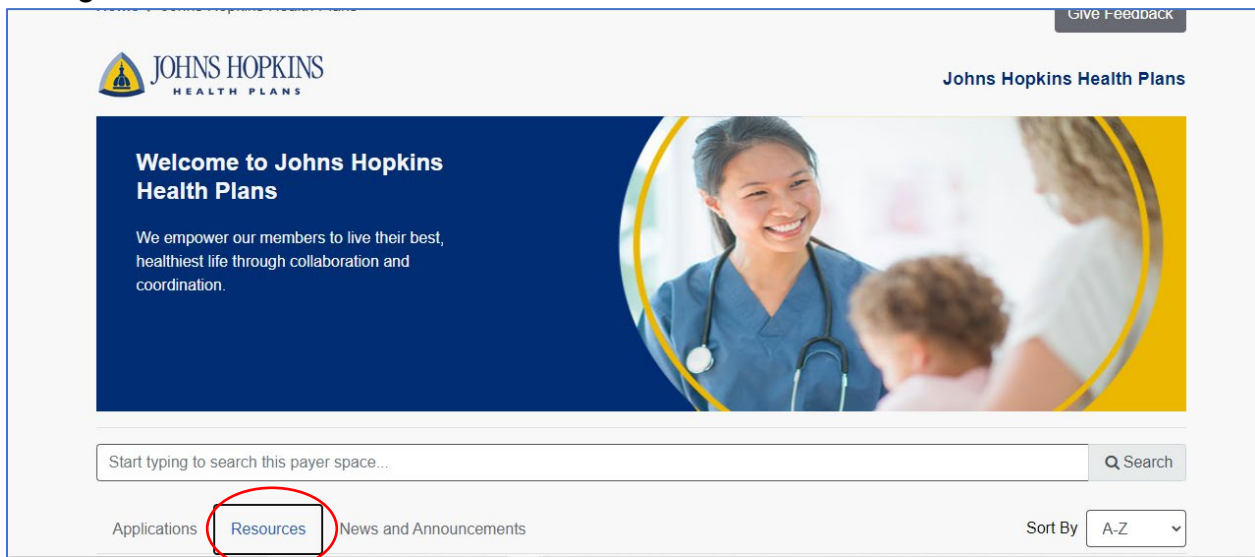 Give Feedback
JOHNS HOPKINS
HEALTH PLANS
Johns Hopkins Health Plans
Welcome to Johns Hopkins
Health Plans
We empower our members to live their best,
healthiest life through collaboration and
coordination.
Start typing to search this payer space...
Search
Applications Resources News and Announcements
Sort By A-Z